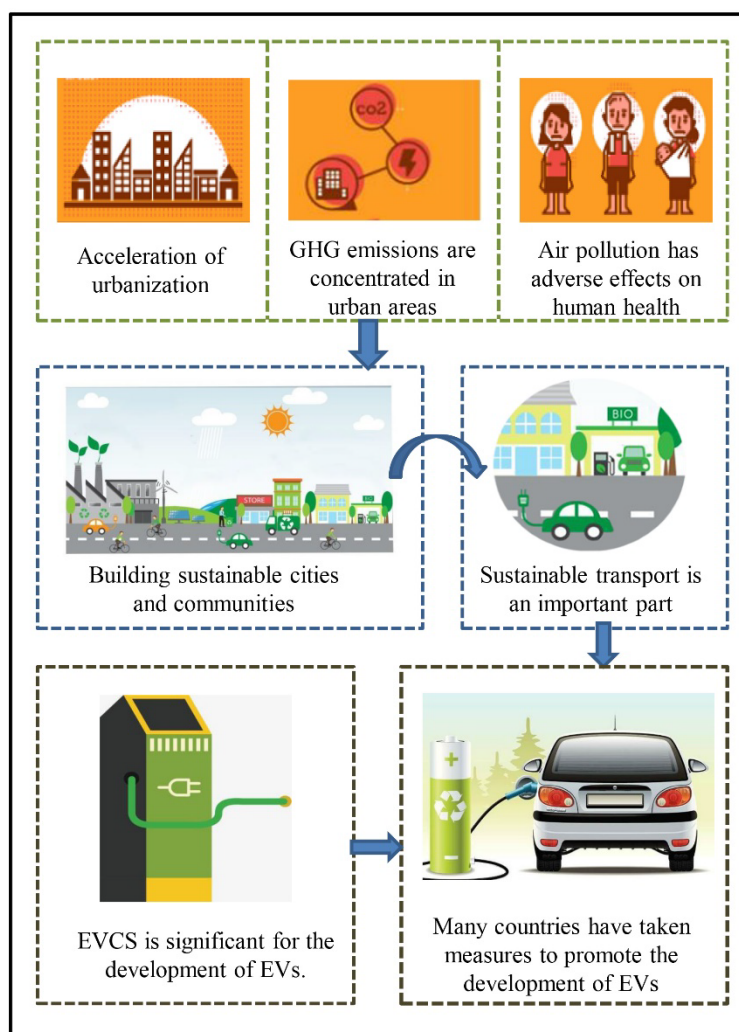 co2
Acceleration of
urbanization
GHG emissions are
concentrated in
urban areas
Air pollution has
adverse effects on
human health
STORE
BIO
Building sustainable cities
and communities
BIO
Sustainable transport is
an important part
EVCS is significant for the
development of EVs.
Many countries have taken
measures to promote the
development of EVs